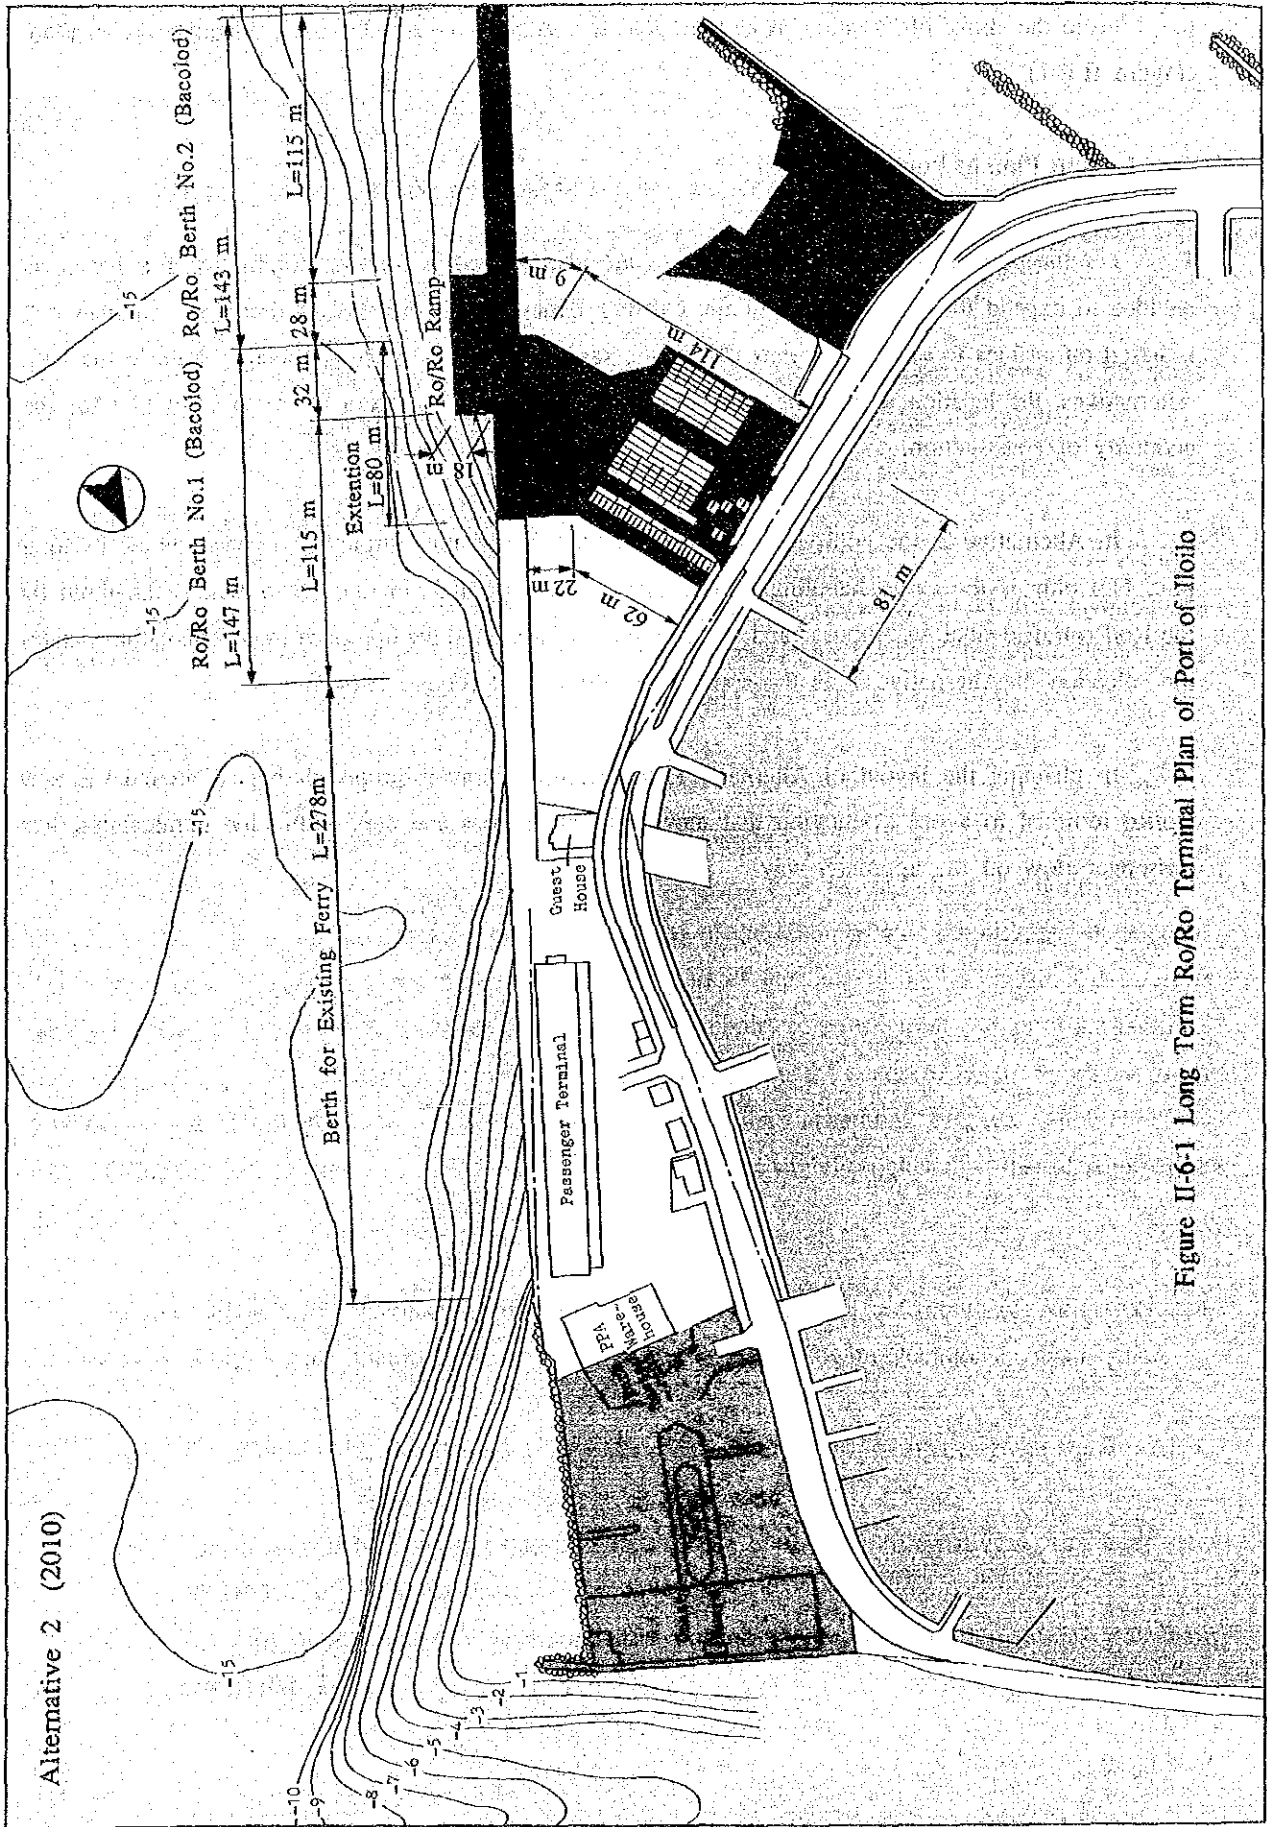 Alternative 2 (2010)
Ro/Ro Berth No.1 (Bacolod)
Ro/Ro Berth No.2 (Bacolod)
L=147 m
L=143 m
Berth for Existing Ferry L=278m
L=115 m
32 m
28 m
L=115 m
Extention
L=80 m
18 m
Ro/Ro Ramp
-15
-15
-15
-15
-10
-9
-8
-7
-6
-5
-4
-3
-2
-1
22 m
62 m
9 m
114 m
81 m
Guest
House
Passenger Terminal
PPA
Ware-
house
Figure II-6-1 Long Term Ro/Ro Terminal Plan of Port of Iloilo